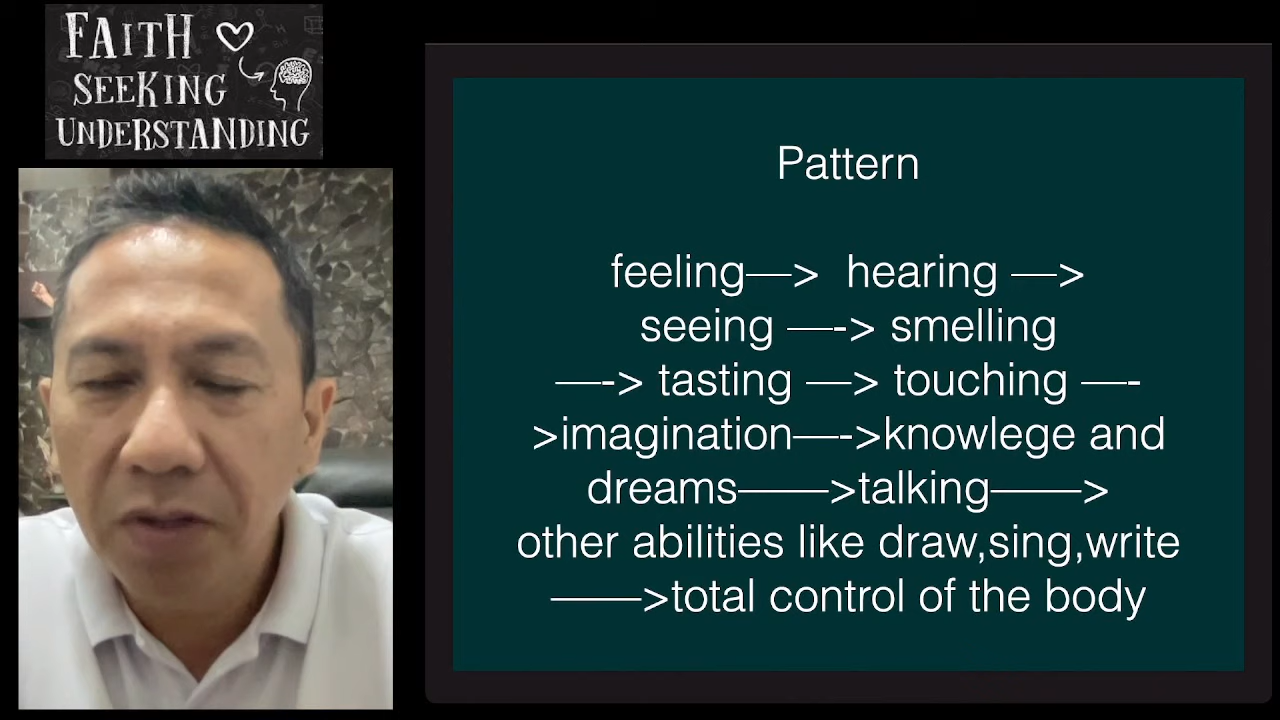 FAITH
SEEKING
UNDERSTANDING
Pattern
feeling—> hearing —>
seeing —-> smelling
—-> tasting —> touching —-
>imagination—->knowlege and
dreams——>talking——>
other abilities like draw,sing,write
——>total control of the body